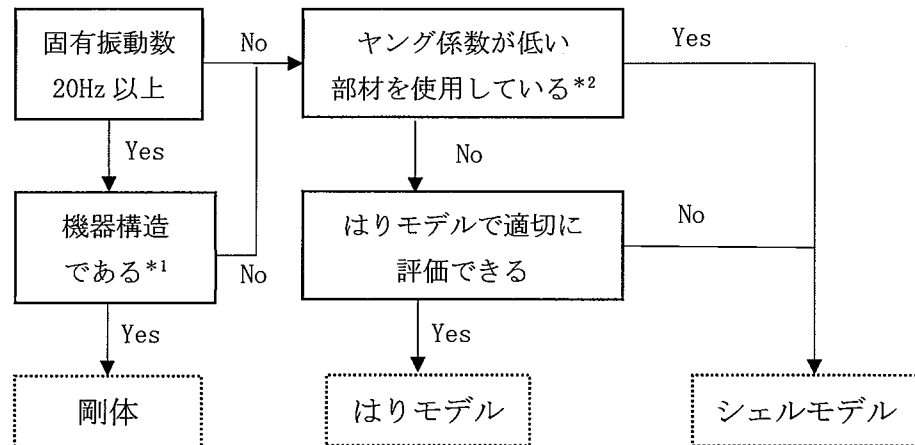 固有振動数
20Hz 以上
No
ヤング係数が低い
部材を使用している*2
Yes
Yes
No
機器構造
である*1
No
はりモデルで適切に
評価できる
No
Yes
Yes
剛体
はりモデル
シェルモデル